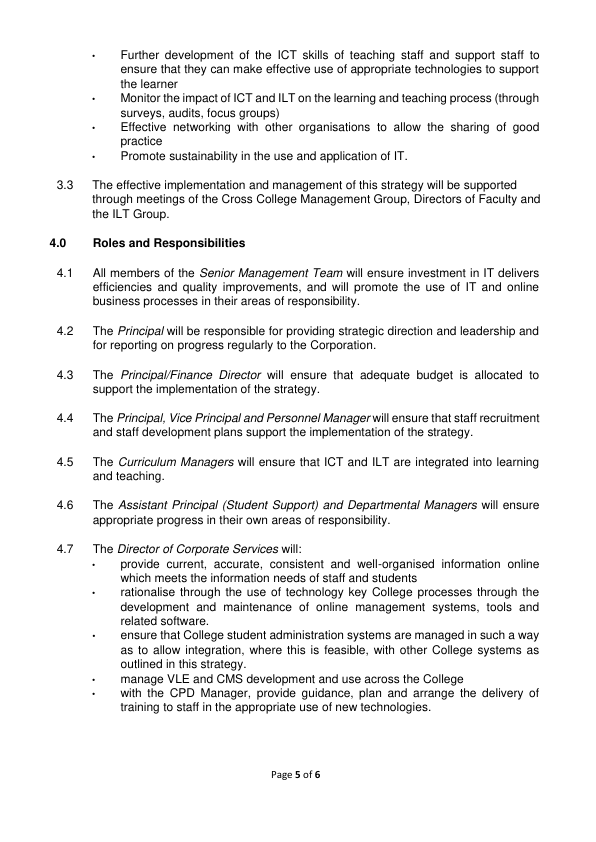 · Further development of the ICT skills of teaching staff and support staff to
ensure that they can make effective use of appropriate technologies to support
the learner
· Monitor the impact of ICT and ILT on the learning and teaching process (through
surveys, audits, focus groups)
· Effective networking with other organisations to allow the sharing of good
practice
· Promote sustainability in the use and application of IT.
3.3 The effective implementation and management of this strategy will be supported
through meetings of the Cross College Management Group, Directors of Faculty and
the ILT Group.
4.0 Roles and Responsibilities
4.1 All members of the Senior Management Team will ensure investment in IT delivers
efficiencies and quality improvements, and will promote the use of IT and online
business processes in their areas of responsibility.
4.2 The Principal will be responsible for providing strategic direction and leadership and
for reporting on progress regularly to the Corporation.
4.3 The Principal/Finance Director will ensure that adequate budget is allocated to
support the implementation of the strategy.
4.4 The Principal, Vice Principal and Personnel Manager will ensure that staff recruitment
and staff development plans support the implementation of the strategy.
4.5 The Curriculum Managers will ensure that ICT and ILT are integrated into learning
and teaching.
4.6 The Assistant Principal (Student Support) and Departmental Managers will ensure
appropriate progress in their own areas of responsibility.
4.7 The Director of Corporate Services will:
· provide current, accurate, consistent and well-organised information online
which meets the information needs of staff and students
· rationalise through the use of technology key College processes through the
development and maintenance of online management systems, tools and
related software.
· ensure that College student administration systems are managed in such a way
as to allow integration, where this is feasible, with other College systems as
outlined in this strategy.
· manage VLE and CMS development and use across the College
· with the CPD Manager, provide guidance, plan and arrange the delivery of
training to staff in the appropriate use of new technologies.
Page 5 of 6